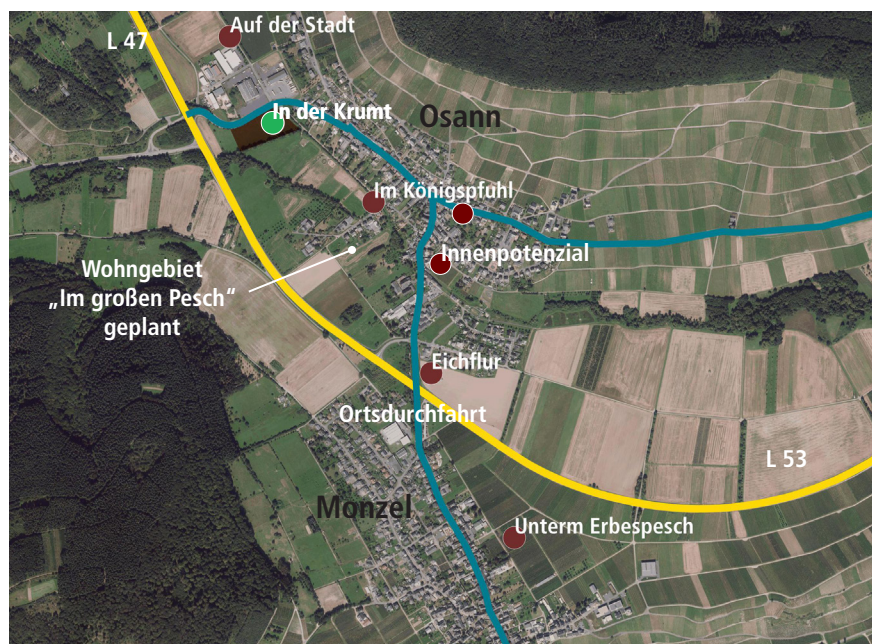 Auf der Stadt
L 47
In der Krumt
Osann
Im Königspfuhl
Innenpotenzial
Wohngebiet
„Im großen Pesch“
geplant
Eichflur
Ortsdurchfahrt
L 53
Monzel
Unterm Erbespesch